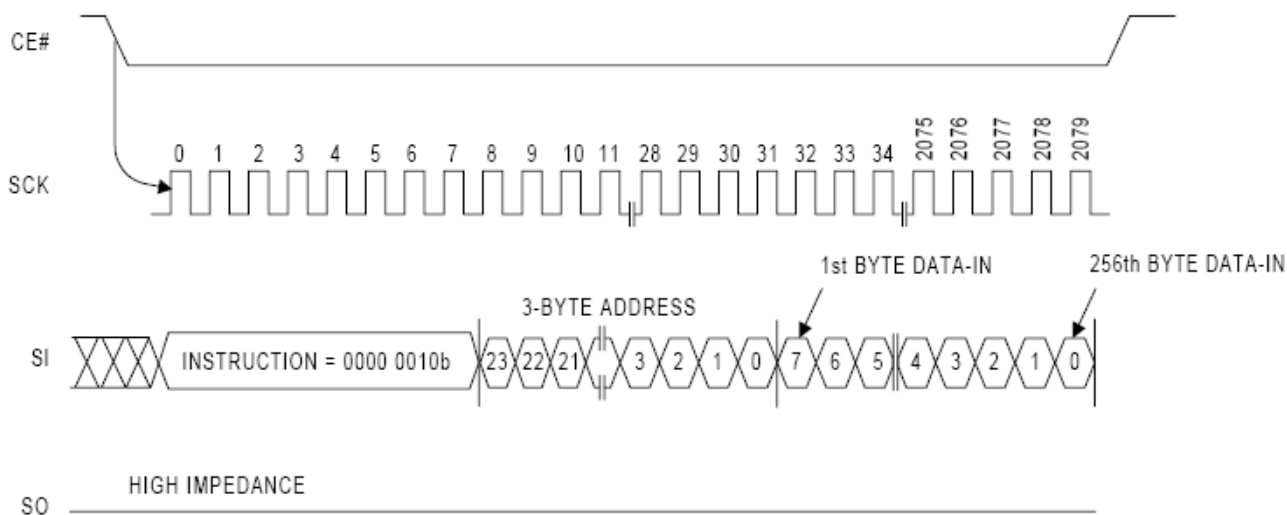 CE#
0 1 2 3 4 5 6 7 8 9 10 11 28 29 30 31 32 33 34 2075 2076 2077 2078 2079
SCK
1st BYTE DATA-IN 256th BYTE DATA-IN
3-BYTE ADDRESS
SI INSTRUCTION = 0000 0010b 23 22 21 3 2 1 0 7 6 5 4 3 2 1 0
HIGH IMPEDANCE
SO